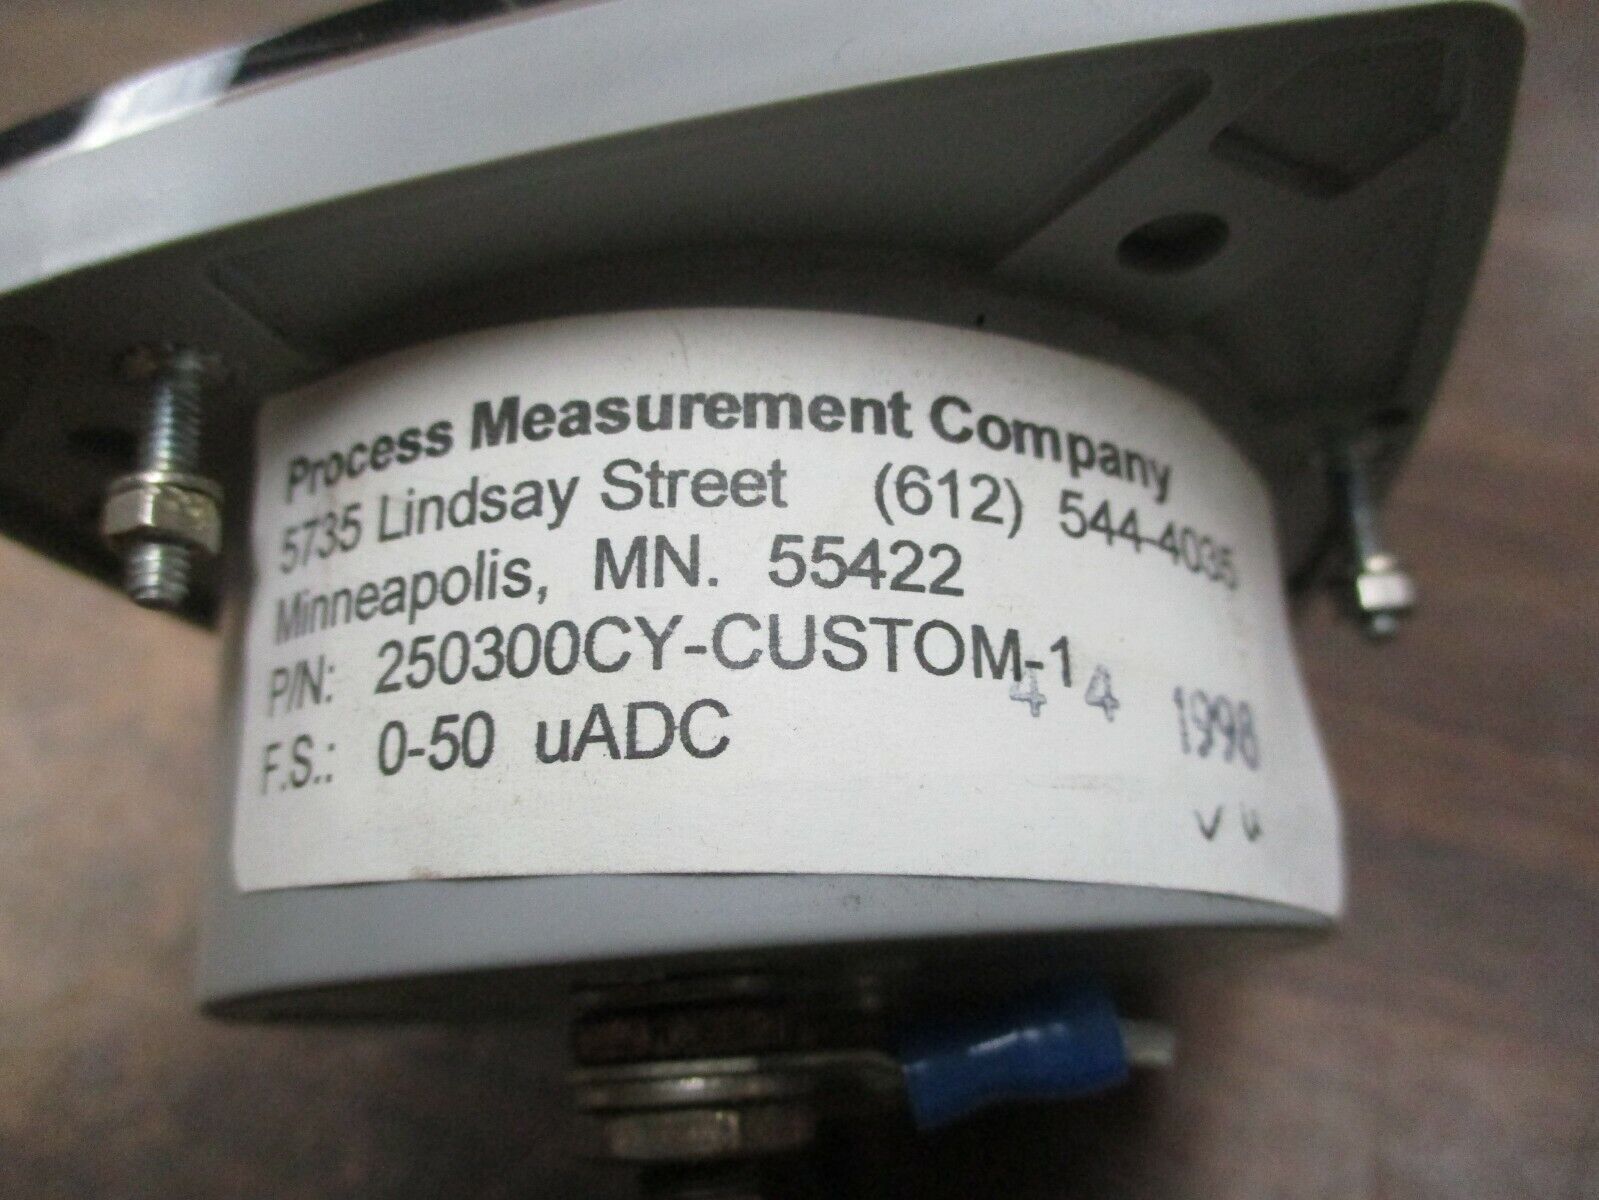 Process Measurement Company
5735 Lindsay Street (612) 544-4035
Minneapolis, MN. 55422
P/N: 250300CY-CUSTOM-1
4 4 1998
F.S.: 0-50 uADC